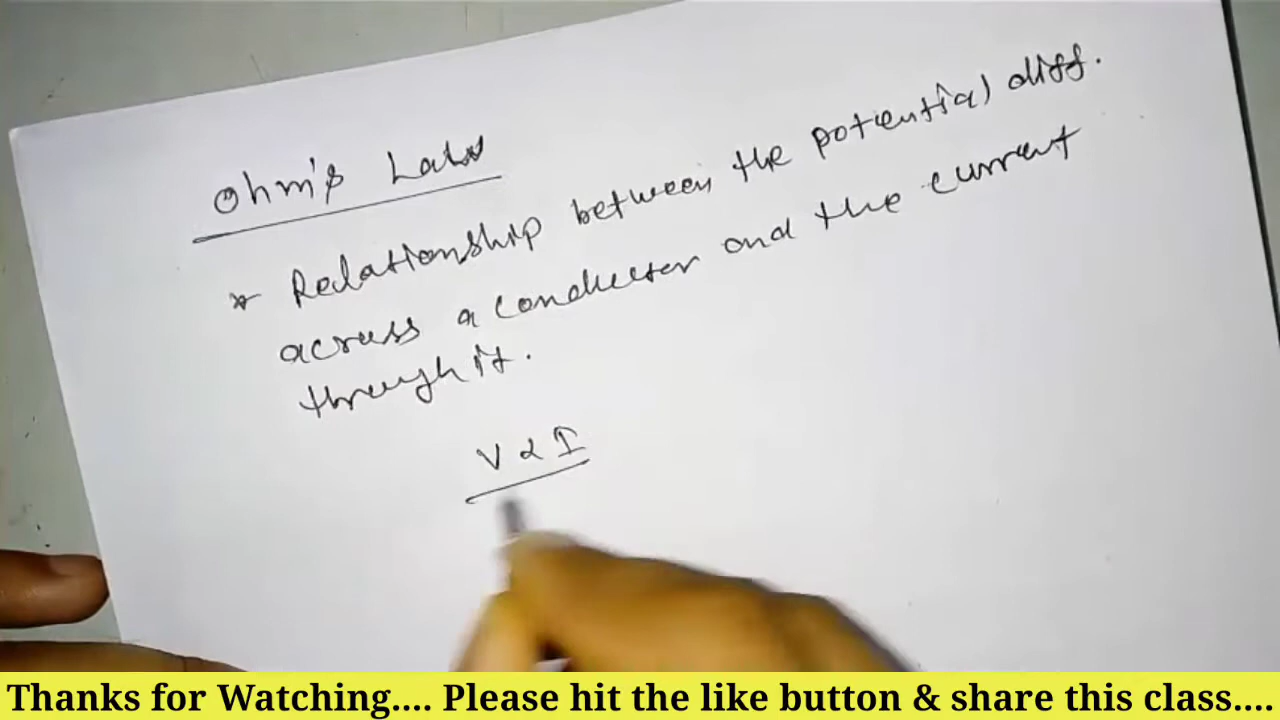 Ohm's Law
* Relationship between the potential diff.
across a conductor and the current
through it.
V ∝ I
Thanks for Watching.... Please hit the like button & share this class....